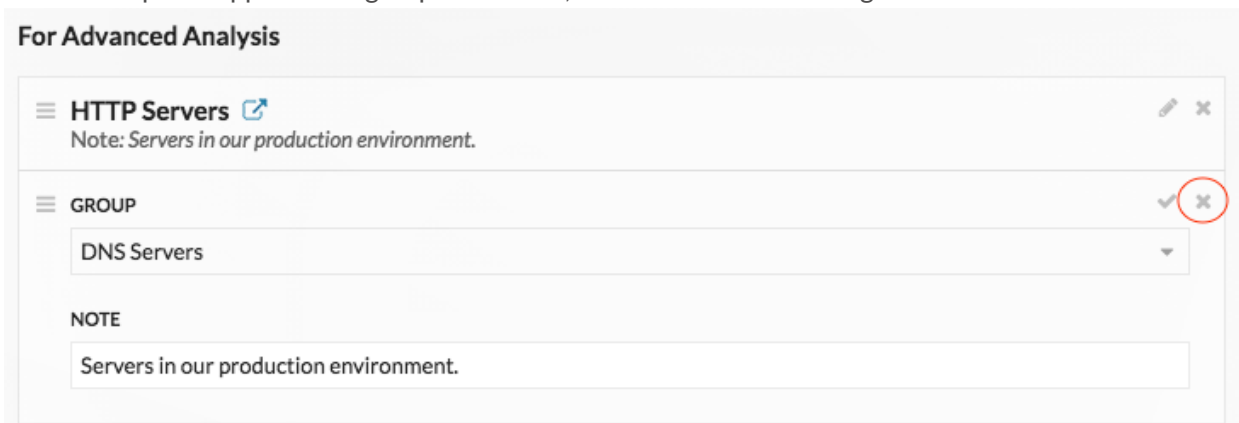 For Advanced Analysis
HTTP Servers
Note: Servers in our production environment.
GROUP
DNS Servers
NOTE
Servers in our production environment.